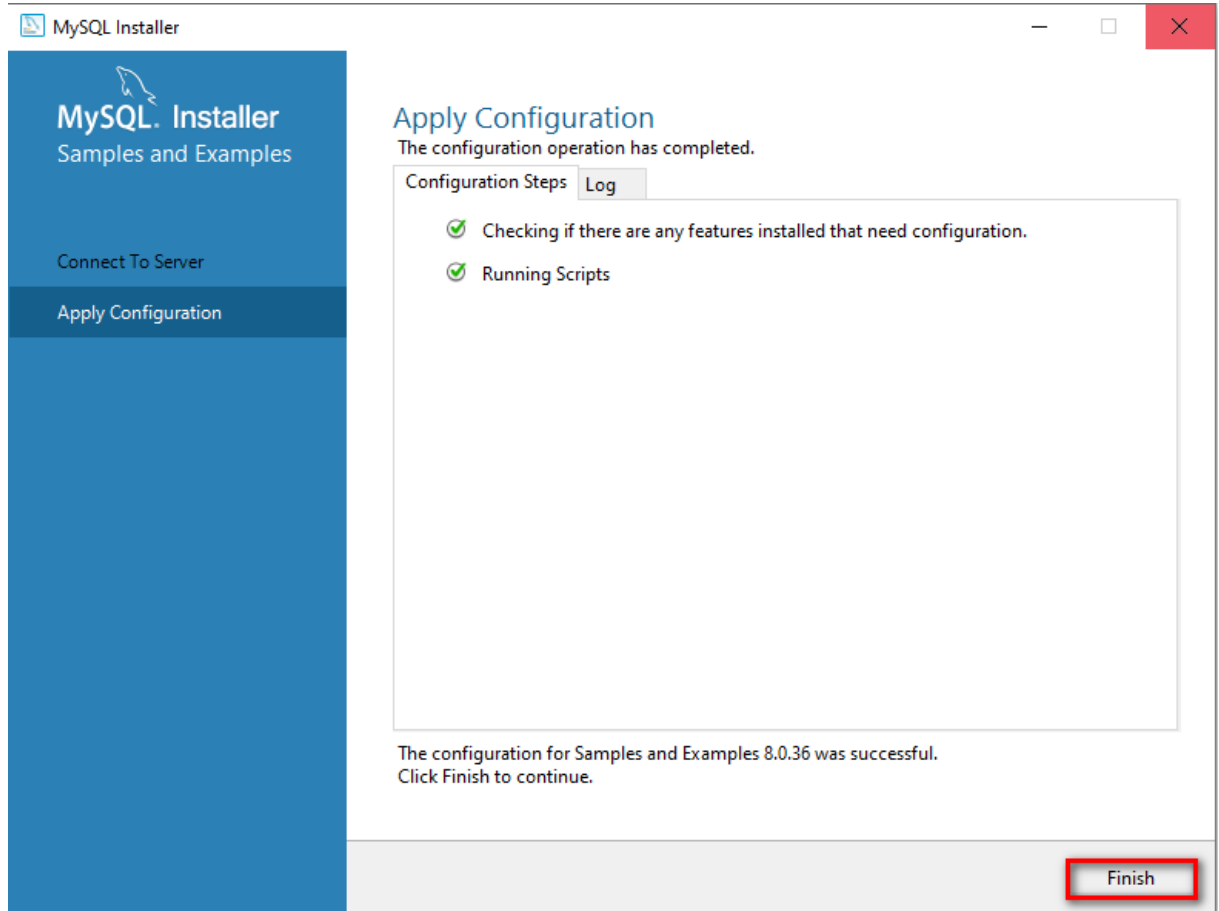 MySQL Installer
MySQL. Installer
Samples and Examples
Connect To Server
Apply Configuration
Apply Configuration
The configuration operation has completed.
Configuration Steps Log
Checking if there are any features installed that need configuration.
Running Scripts
The configuration for Samples and Examples 8.0.36 was successful.
Click Finish to continue.
Finish